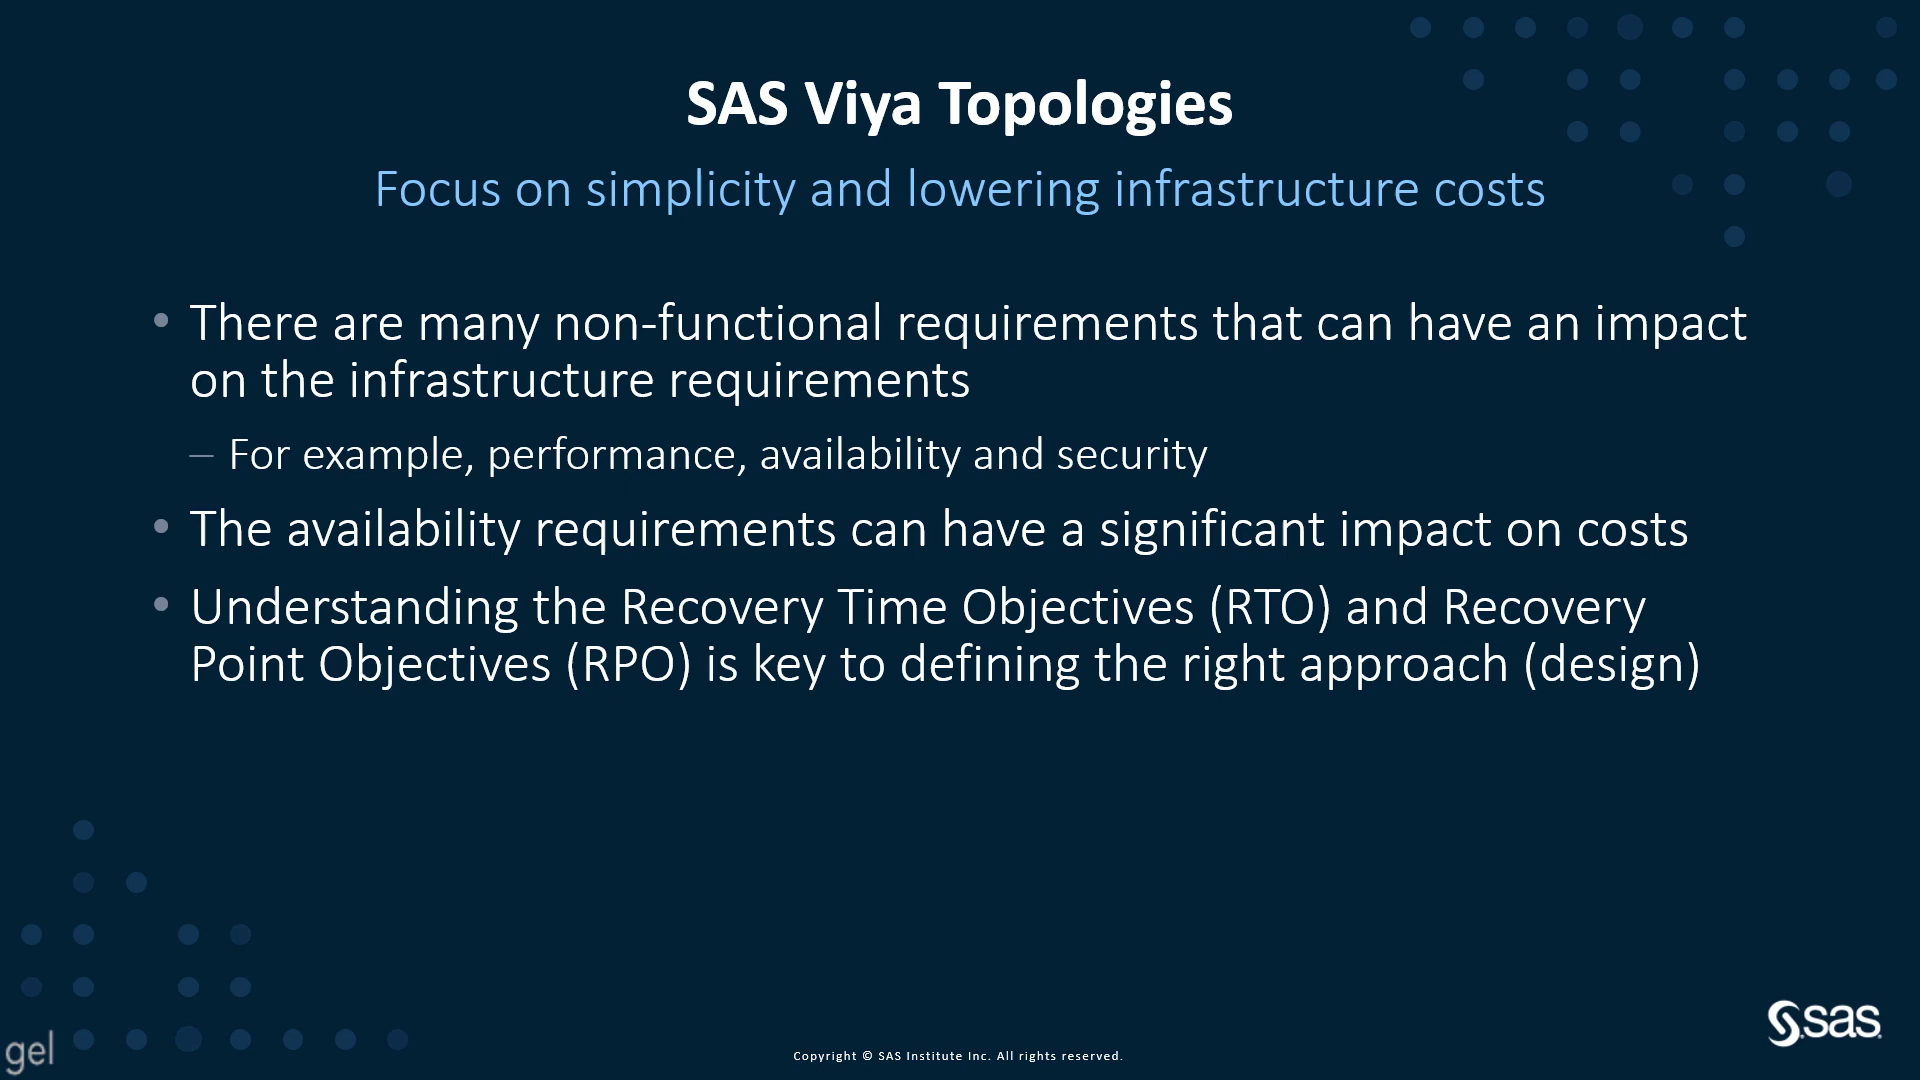 SAS Viya Topologies
Focus on simplicity and lowering infrastructure costs
• There are many non-functional requirements that can have an impact
on the infrastructure requirements
– For example, performance, availability and security
• The availability requirements can have a significant impact on costs
• Understanding the Recovery Time Objectives (RTO) and Recovery
Point Objectives (RPO) is key to defining the right approach (design)
sas
gel
Copyright © SAS Institute Inc. All rights reserved.